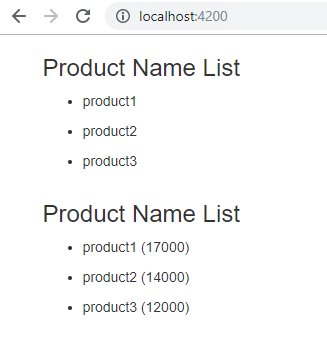 localhost:4200
Product Name List
product1
product2
product3
Product Name List
product1 (17000)
product2 (14000)
product3 (12000)